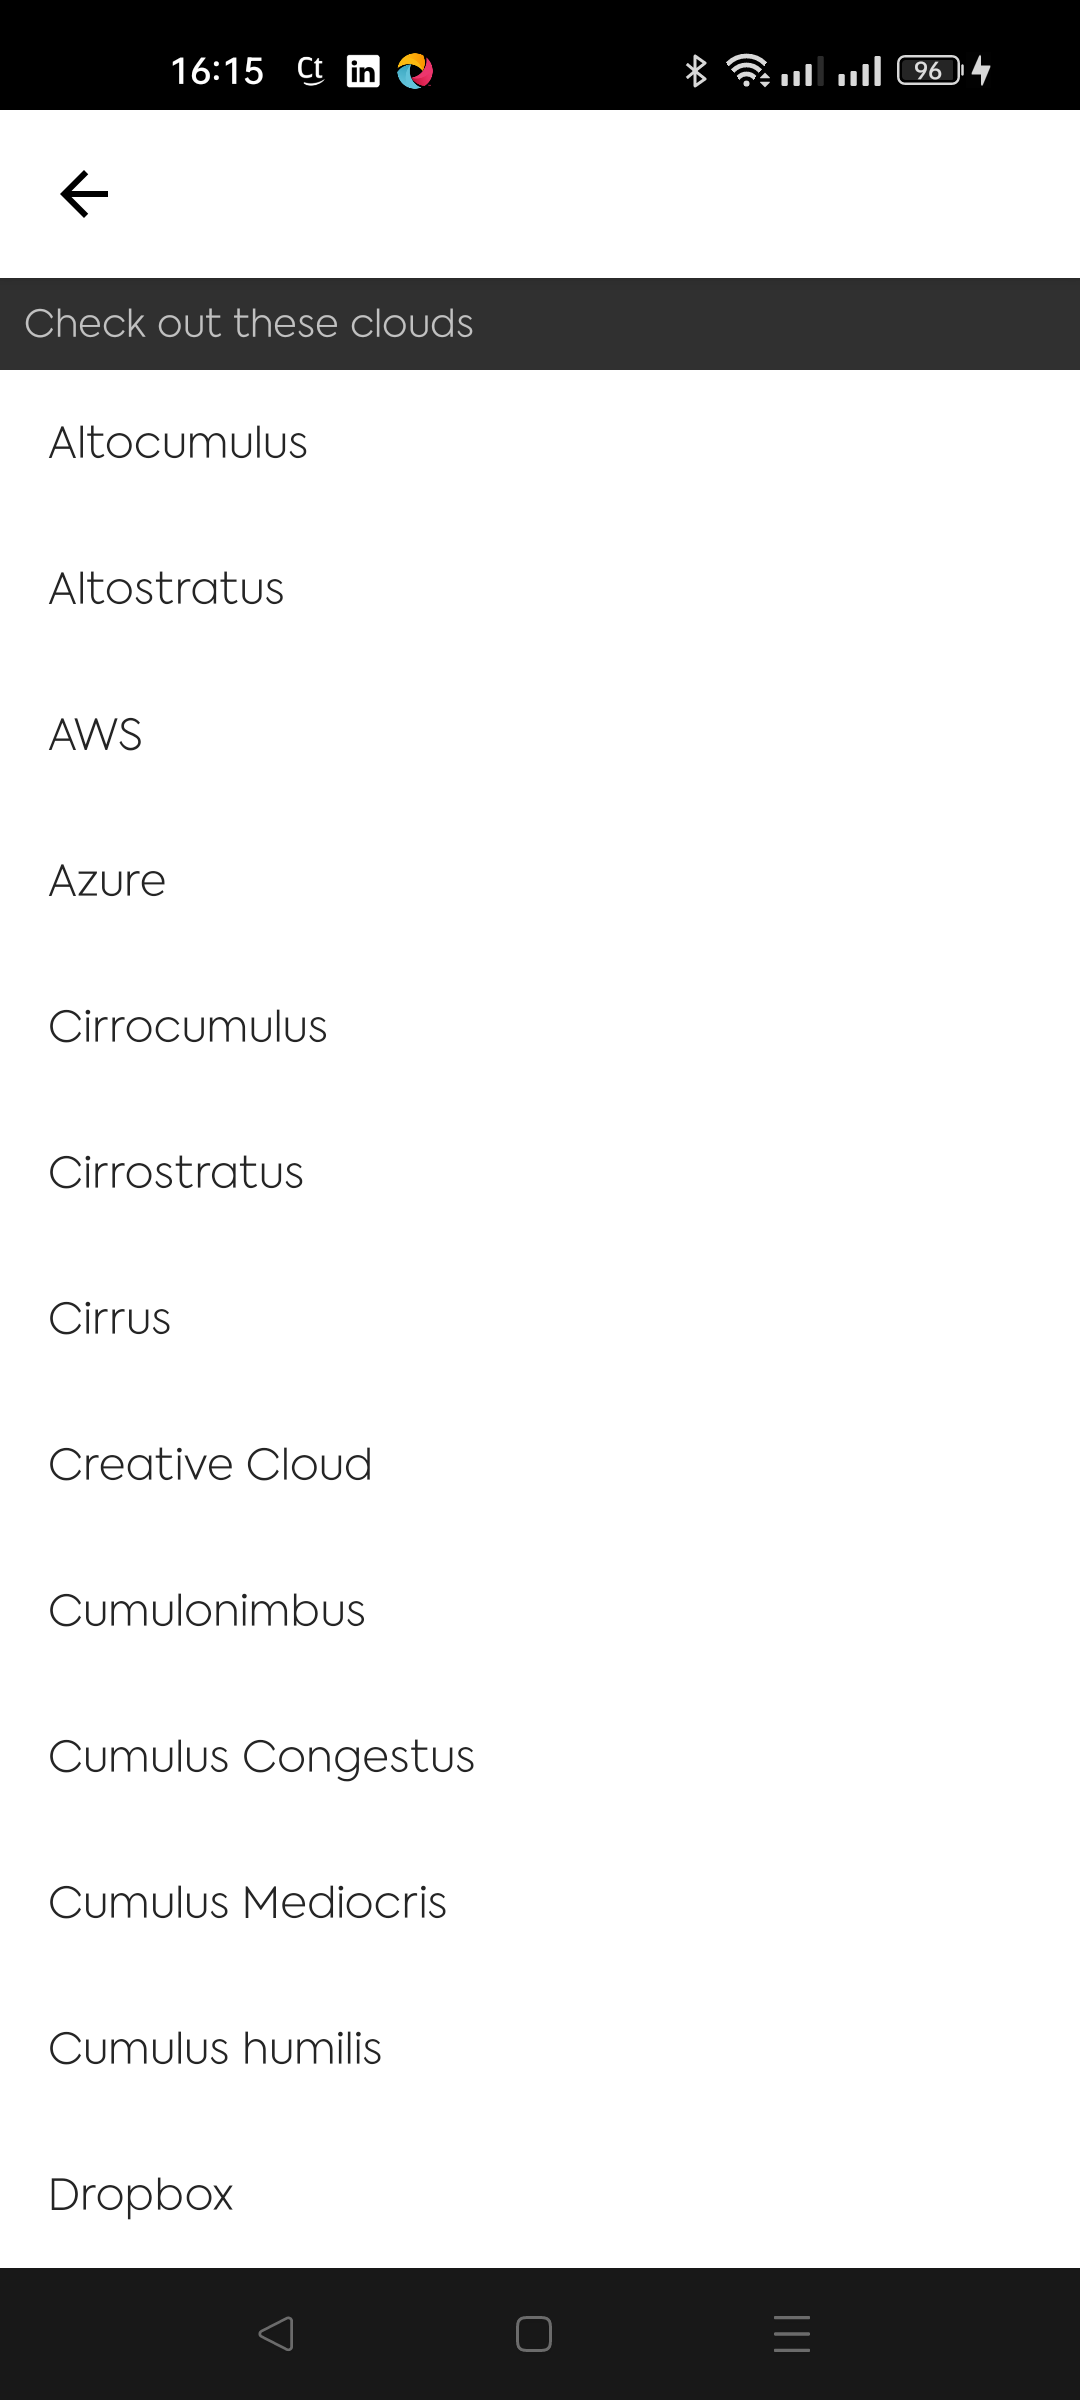 16:15 Ct in 96
Check out these clouds
Altocumulus
Altostratus
AWS
Azure
Cirrocumulus
Cirrostratus
Cirrus
Creative Cloud
Cumulonimbus
Cumulus Congestus
Cumulus Mediocris
Cumulus humilis
Dropbox